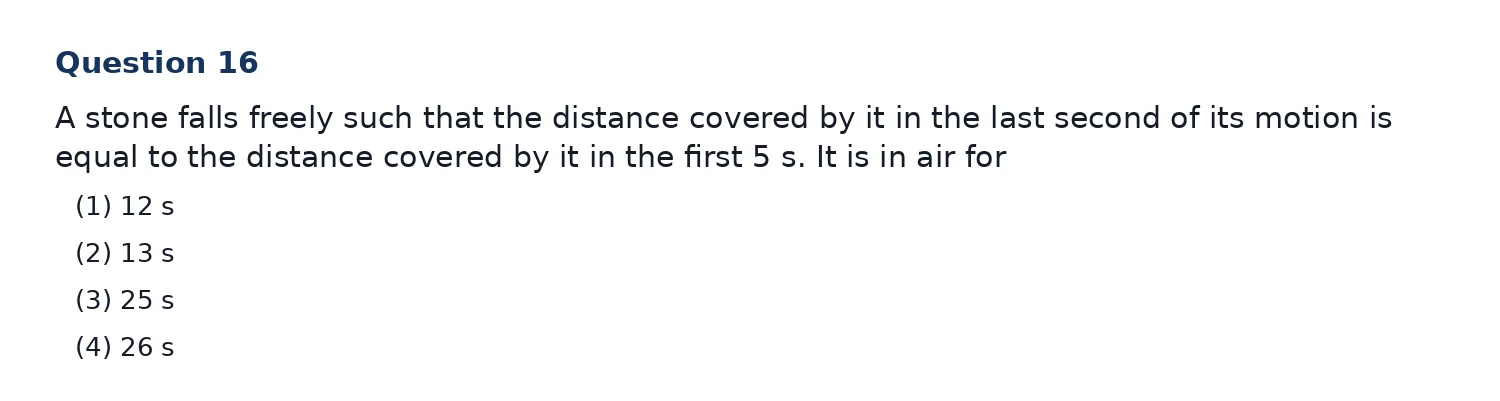 Question 16
A stone falls freely such that the distance covered by it in the last second of its motion is
equal to the distance covered by it in the first 5 s. It is in air for
(1) 12 s
(2) 13 s
(3) 25 s
(4) 26 s